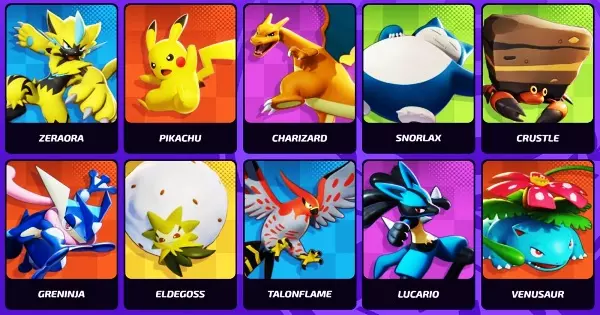 ZERAORA
PIKACHU
CHARIZARD
SNORLAX
CRUSTLE
GRENINJA
ELDEGOSS
TALONFLAME
LUCARIO
VENUSAUR